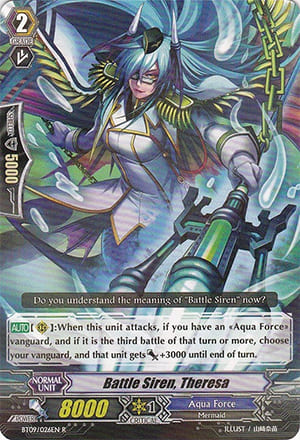 2
GRADE
SHIELD
5000
Do you understand the meaning of "Battle Siren" now?
AUTO【 】:When this unit attacks, if you have an «Aqua Force»
vanguard, and if it is the third battle of that turn or more, choose
your vanguard, and that unit gets +3000 until end of turn.
NORMAL
UNIT
Battle Siren, Theresa
POWER
8000
1
CRITICAL
Aqua Force
Mermaid
BT09/026EN R
ILLUST / 山崎奈苗